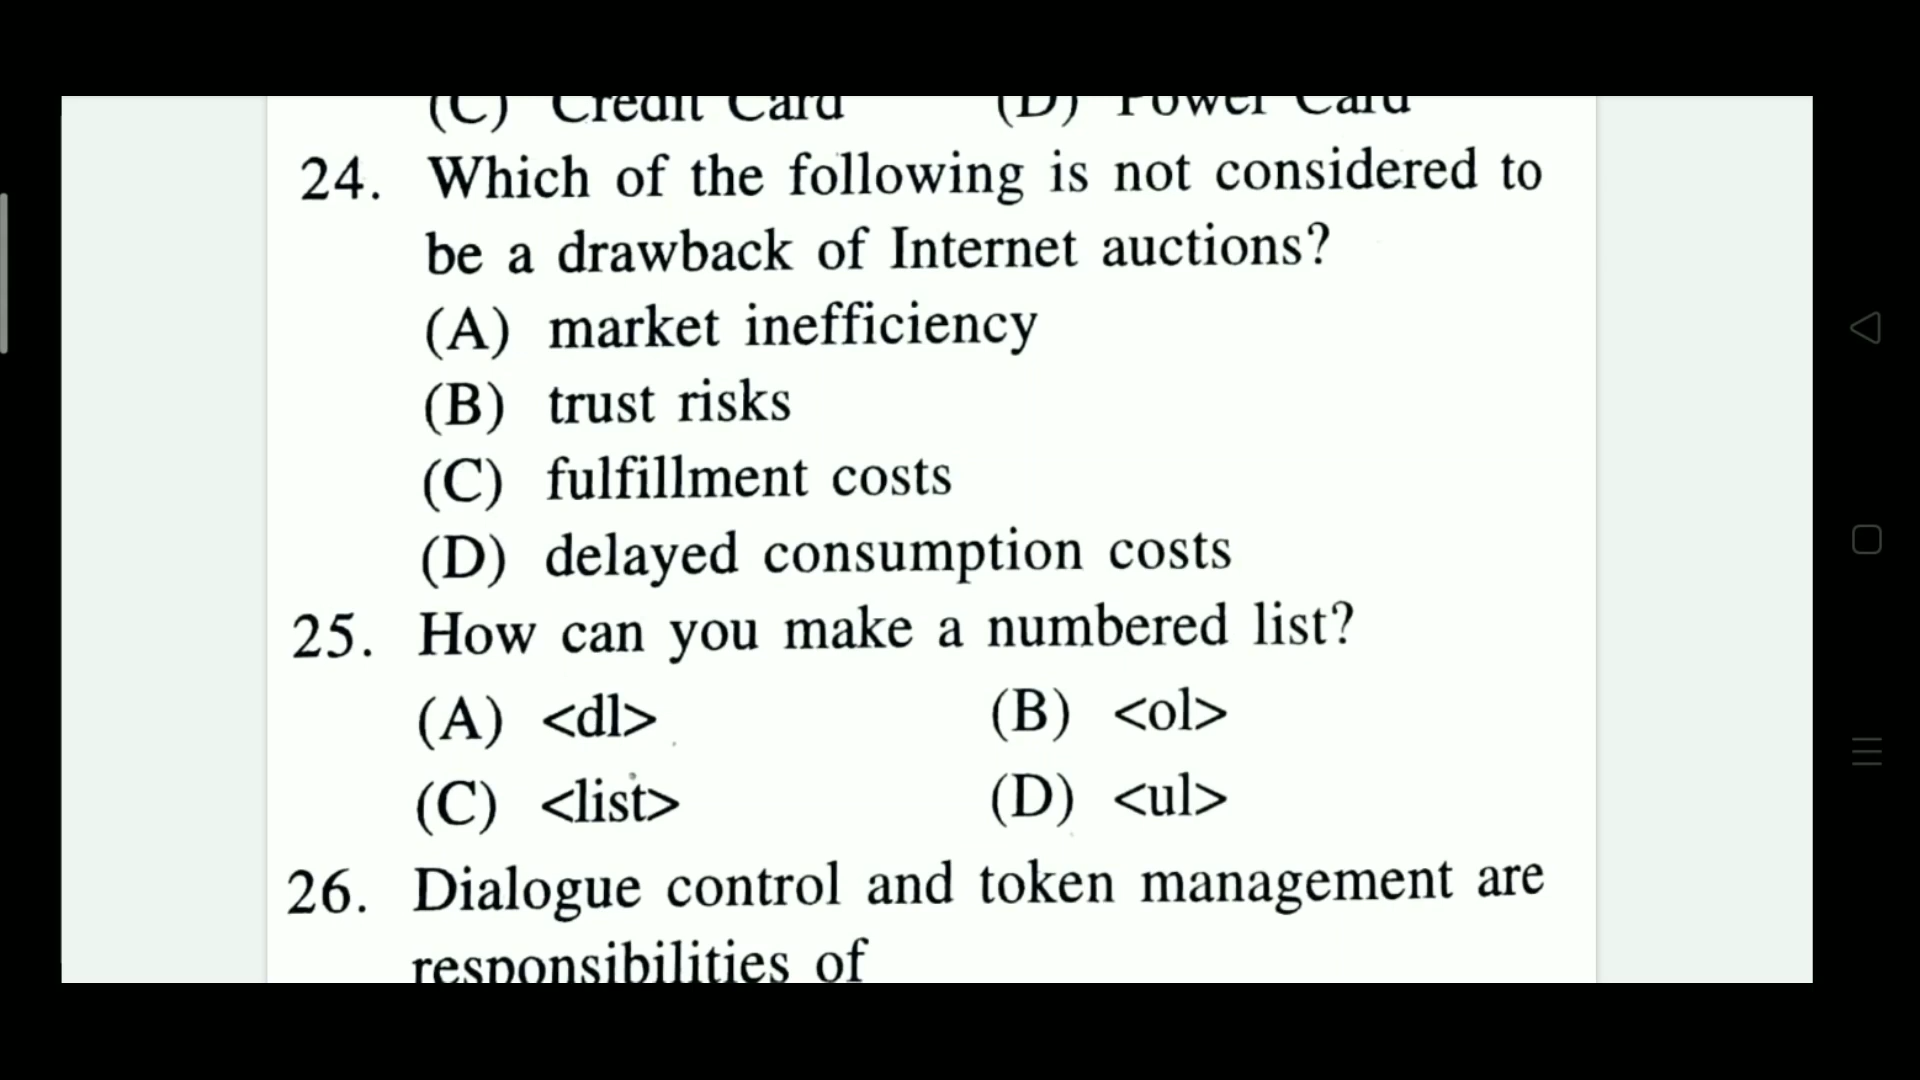 (C) Credit Card (D) Power Card
24. Which of the following is not considered to
be a drawback of Internet auctions?
(A) market inefficiency
(B) trust risks
(C) fulfillment costs
(D) delayed consumption costs
25. How can you make a numbered list?
(A) <dl> (B) <ol>
(C) <list> (D) <ul>
26. Dialogue control and token management are
responsibilities of